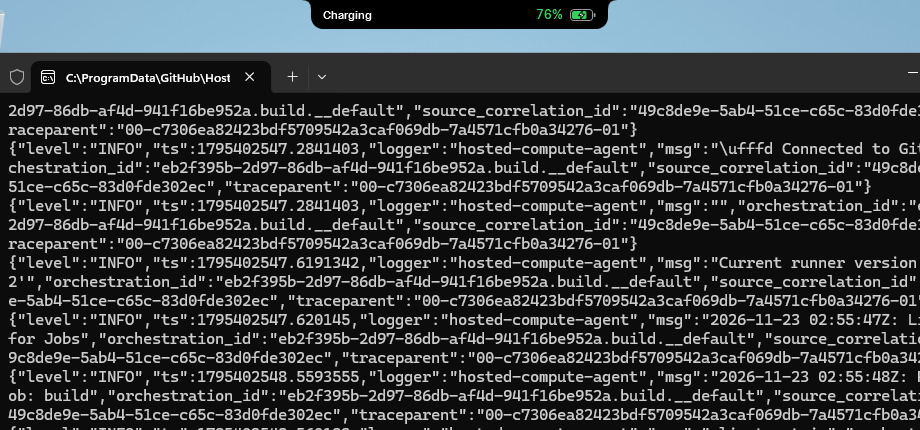 Charging 76%
C:\ProgramData\GitHub\Host
2d97-86db-af4d-941f16be952a.build.__default","source_correlation_id":"49c8de9e-5ab4-51ce-c65c-83d0fde
raceparent":"00-c7306ea82423bdf5709542a3caf069db-7a4571cfb0a34276-01"}
{"level":"INFO","ts":1795402547.2841403,"logger":"hosted-compute-agent","msg":"\ufffd Connected to Git
chestration_id":"eb2f395b-2d97-86db-af4d-941f16be952a.build.__default","source_correlation_id":"49c8d
51ce-c65c-83d0fde302ec","traceparent":"00-c7306ea82423bdf5709542a3caf069db-7a4571cfb0a34276-01"}
{"level":"INFO","ts":1795402547.2841403,"logger":"hosted-compute-agent","msg":"","orchestration_id":"e
2d97-86db-af4d-941f16be952a.build.__default","source_correlation_id":"49c8de9e-5ab4-51ce-c65c-83d0fde
raceparent":"00-c7306ea82423bdf5709542a3caf069db-7a4571cfb0a34276-01"}
{"level":"INFO","ts":1795402547.6191342,"logger":"hosted-compute-agent","msg":"Current runner version
2'","orchestration_id":"eb2f395b-2d97-86db-af4d-941f16be952a.build.__default","source_correlation_id"
e-5ab4-51ce-c65c-83d0fde302ec","traceparent":"00-c7306ea82423bdf5709542a3caf069db-7a4571cfb0a34276-01"
{"level":"INFO","ts":1795402547.620145,"logger":"hosted-compute-agent","msg":"2026-11-23 02:55:47Z: Li
for Jobs","orchestration_id":"eb2f395b-2d97-86db-af4d-941f16be952a.build.__default","source_correlatio
9c8de9e-5ab4-51ce-c65c-83d0fde302ec","traceparent":"00-c7306ea82423bdf5709542a3caf069db-7a4571cfb0a342
{"level":"INFO","ts":1795402548.5593555,"logger":"hosted-compute-agent","msg":"2026-11-23 02:55:48Z:
ob: build","orchestration_id":"eb2f395b-2d97-86db-af4d-941f16be952a.build.__default","source_correlat
49c8de9e-5ab4-51ce-c65c-83d0fde302ec","traceparent":"00-c7306ea82423bdf5709542a3caf069db-7a4571cfb0a34